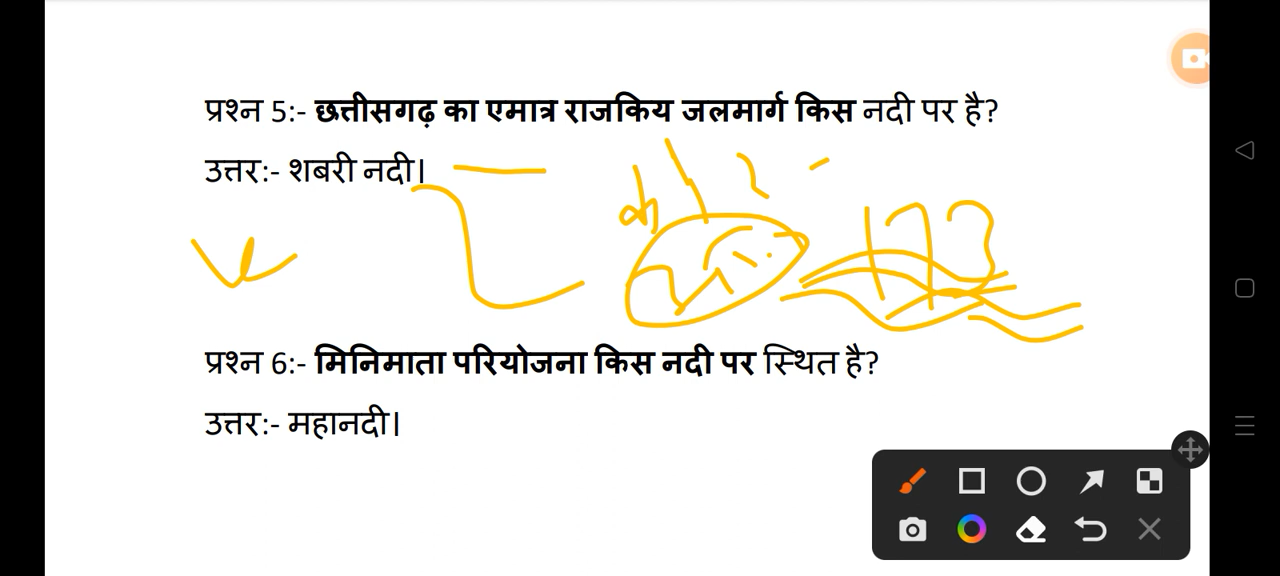 प्रश्न 5:- छत्तीसगढ़ का एमात्र राजकिय जलमार्ग किस नदी पर है?
उत्तर:- शबरी नदी।
प्रश्न 6:- मिनिमाता परियोजना किस नदी पर स्थित है?
उत्तर:- महानदी।